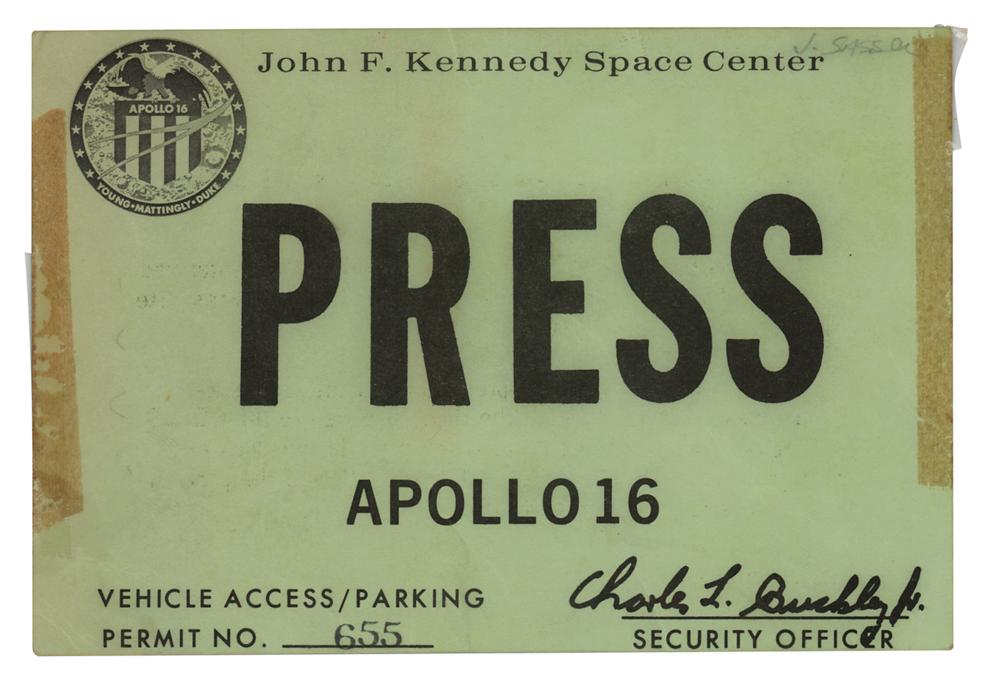 John F. Kennedy Space Center
APOLLO 16
YOUNG•MATTINGLY•DUKE
PRESS
APOLLO 16
VEHICLE ACCESS/PARKING
PERMIT NO. 655
Charles L. Buckley Jr.
SECURITY OFFICER